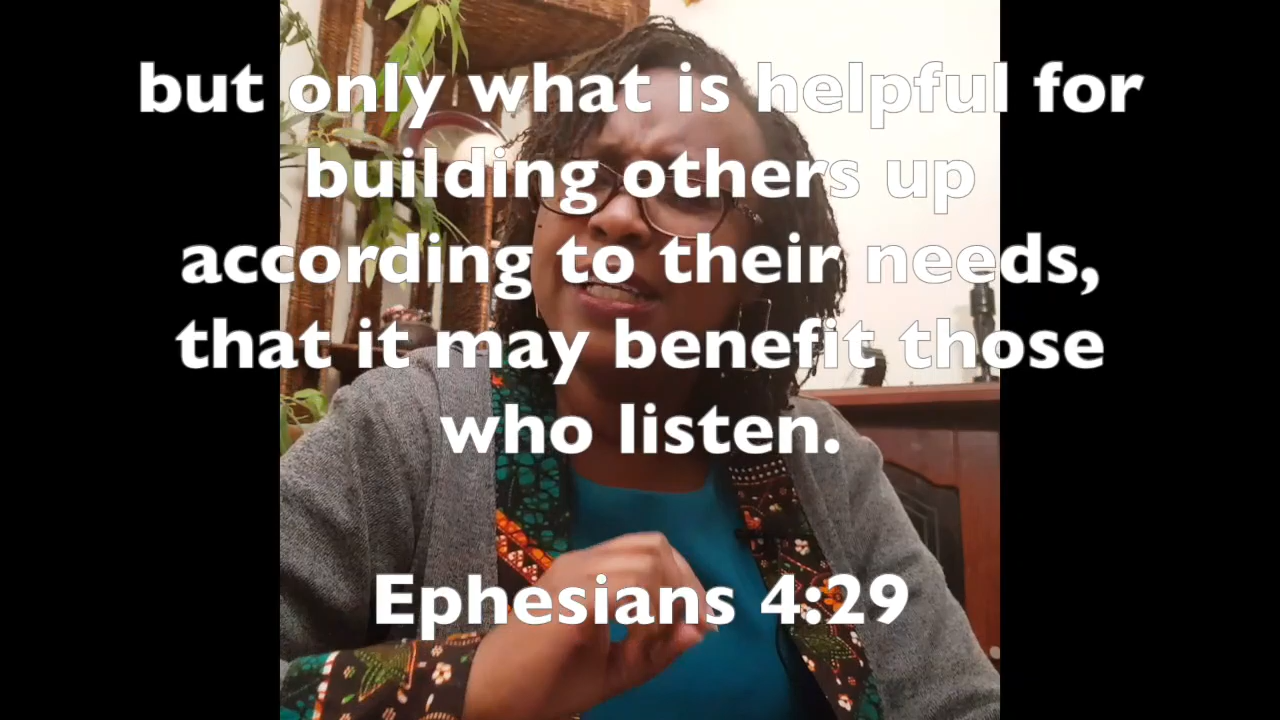 but only what is helpful for
building others up
according to their needs,
that it may benefit those
who listen.
Ephesians 4:29